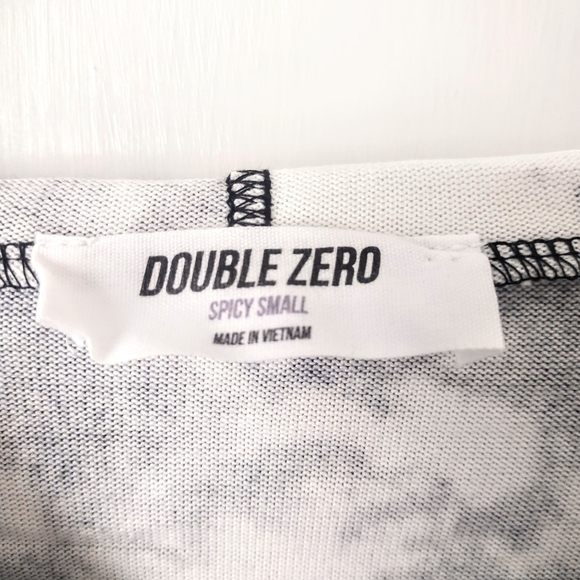 DOUBLE ZERO
SPICY SMALL
MADE IN VIETNAM